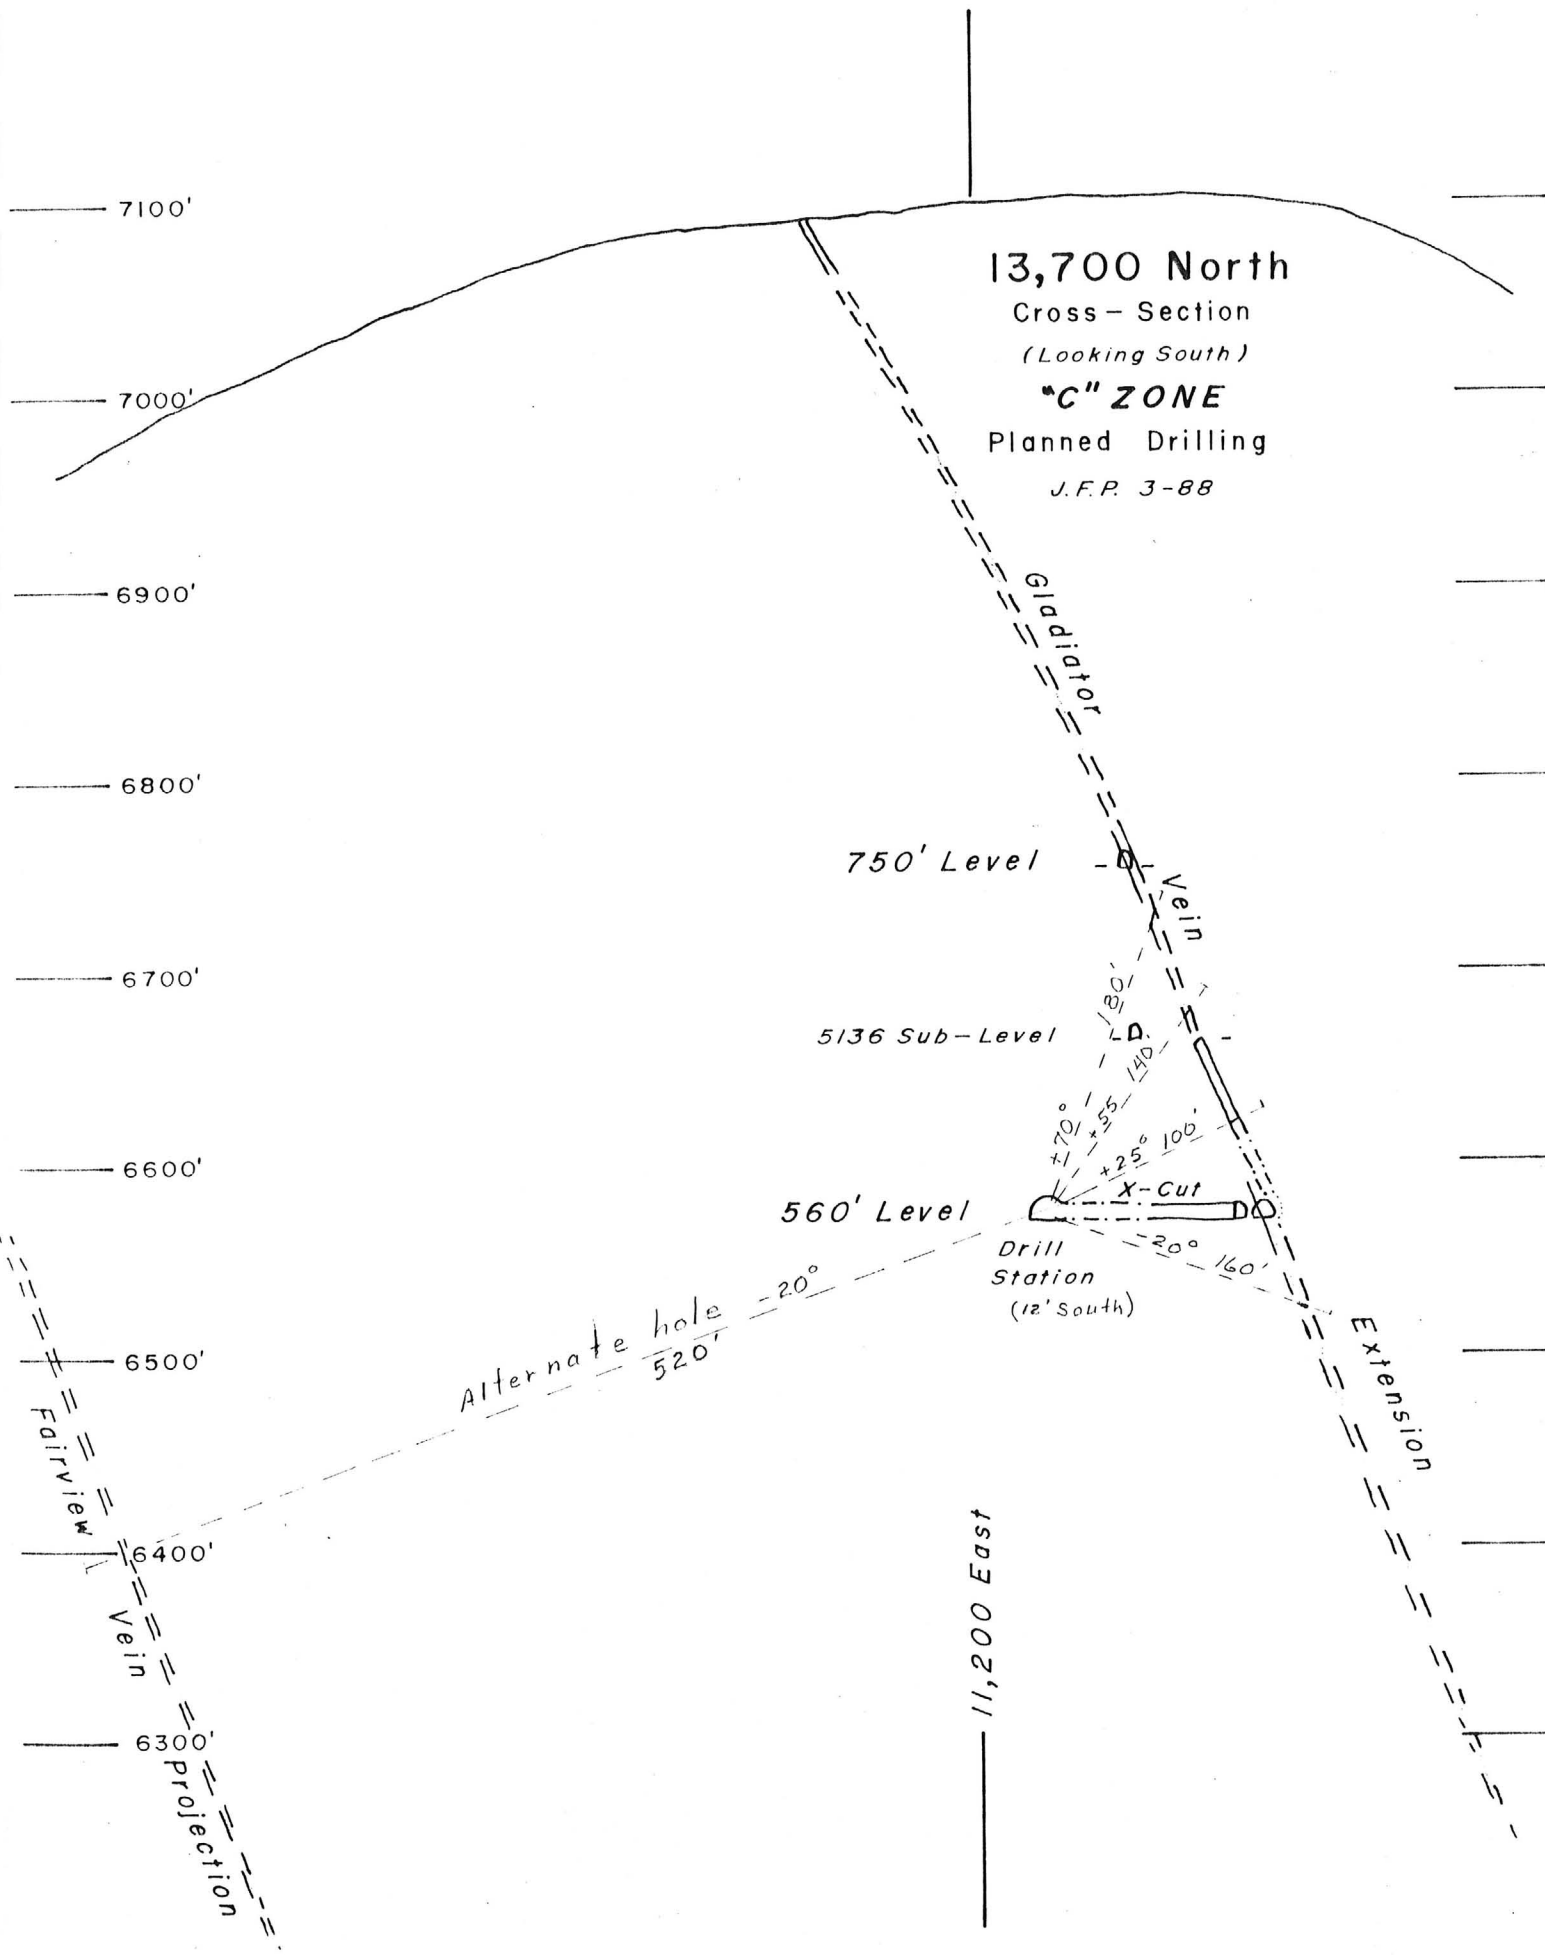 7100'
13,700 North
Cross - Section
(Looking South)
"C" ZONE
Planned Drilling
J.F.P. 3-88
7000'
6900'
Gladiator
6800'
750' Level
Vein
6700'
180'
5136 Sub-Level
140
+70°
+55
+25° 100'
6600'
X-Cut
560' Level
-20° 160'
Drill
Station
(12' South)
Alternate hole -20°
520'
Extension
6500'
Fairview
6400'
Vein
11,200 East
6300'
Projection